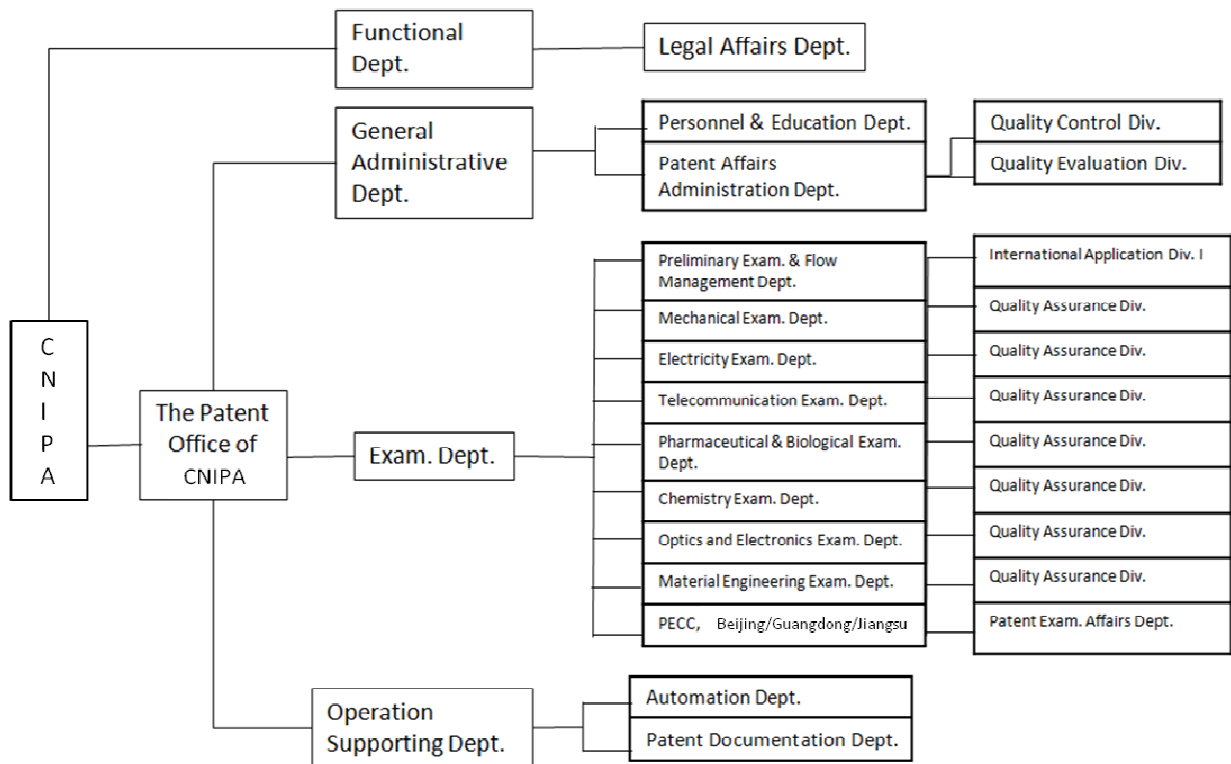 Functional
Dept.
Legal Affairs Dept.
General
Administrative
Dept.
Personnel & Education Dept.
Patent Affairs
Administration Dept.
Quality Control Div.
Quality Evaluation Div.
C
N
I
P
A
The Patent
Office of
CNIPA
Exam. Dept.
Preliminary Exam. & Flow
Management Dept.
International Application Div. I
Mechanical Exam. Dept.
Quality Assurance Div.
Electricity Exam. Dept.
Quality Assurance Div.
Telecommunication Exam. Dept.
Quality Assurance Div.
Pharmaceutical & Biological Exam.
Dept.
Quality Assurance Div.
Chemistry Exam. Dept.
Quality Assurance Div.
Optics and Electronics Exam. Dept.
Quality Assurance Div.
Material Engineering Exam. Dept.
Quality Assurance Div.
PECC, Beijing/Guangdong/Jiangsu
Patent Exam. Affairs Dept.
Operation
Supporting Dept.
Automation Dept.
Patent Documentation Dept.